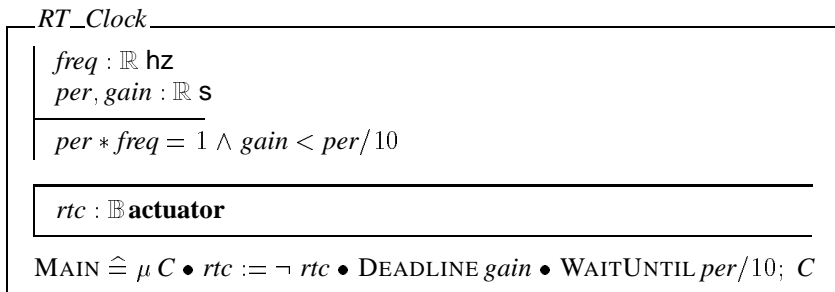 RT_Clock
freq : ℝ hz
per, gain : ℝ s
per ∗ freq = 1 ∧ gain < per/10
rtc : 𝔹 actuator
MAIN ≙ μ C • rtc := ¬ rtc • DEADLINE gain • WAITUNTIL per/10; C